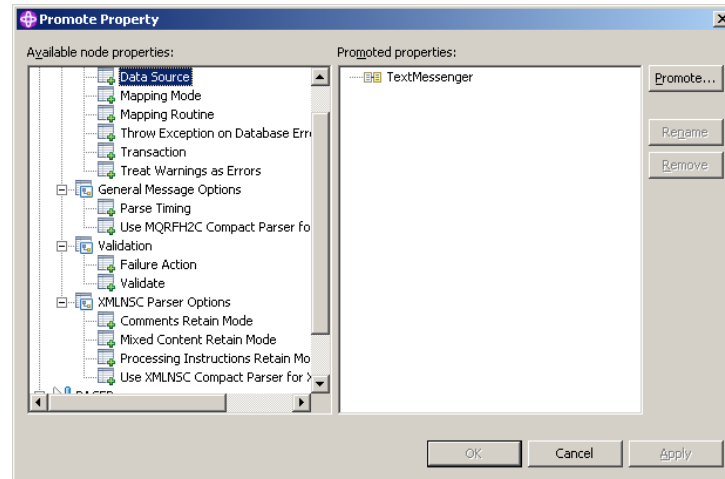 Promote Property
Available node properties:
Promoted properties:
Data Source
Mapping Mode
Mapping Routine
Throw Exception on Database Erro
Transaction
Treat Warnings as Errors
General Message Options
Parse Timing
Use MQRFH2C Compact Parser fo
Validation
Failure Action
Validate
XMLNSC Parser Options
Comments Retain Mode
Mixed Content Retain Mode
Processing Instructions Retain Mo
Use XMLNSC Compact Parser for X
TextMessenger
Promote...
Rename
Remove
OK
Cancel
Apply